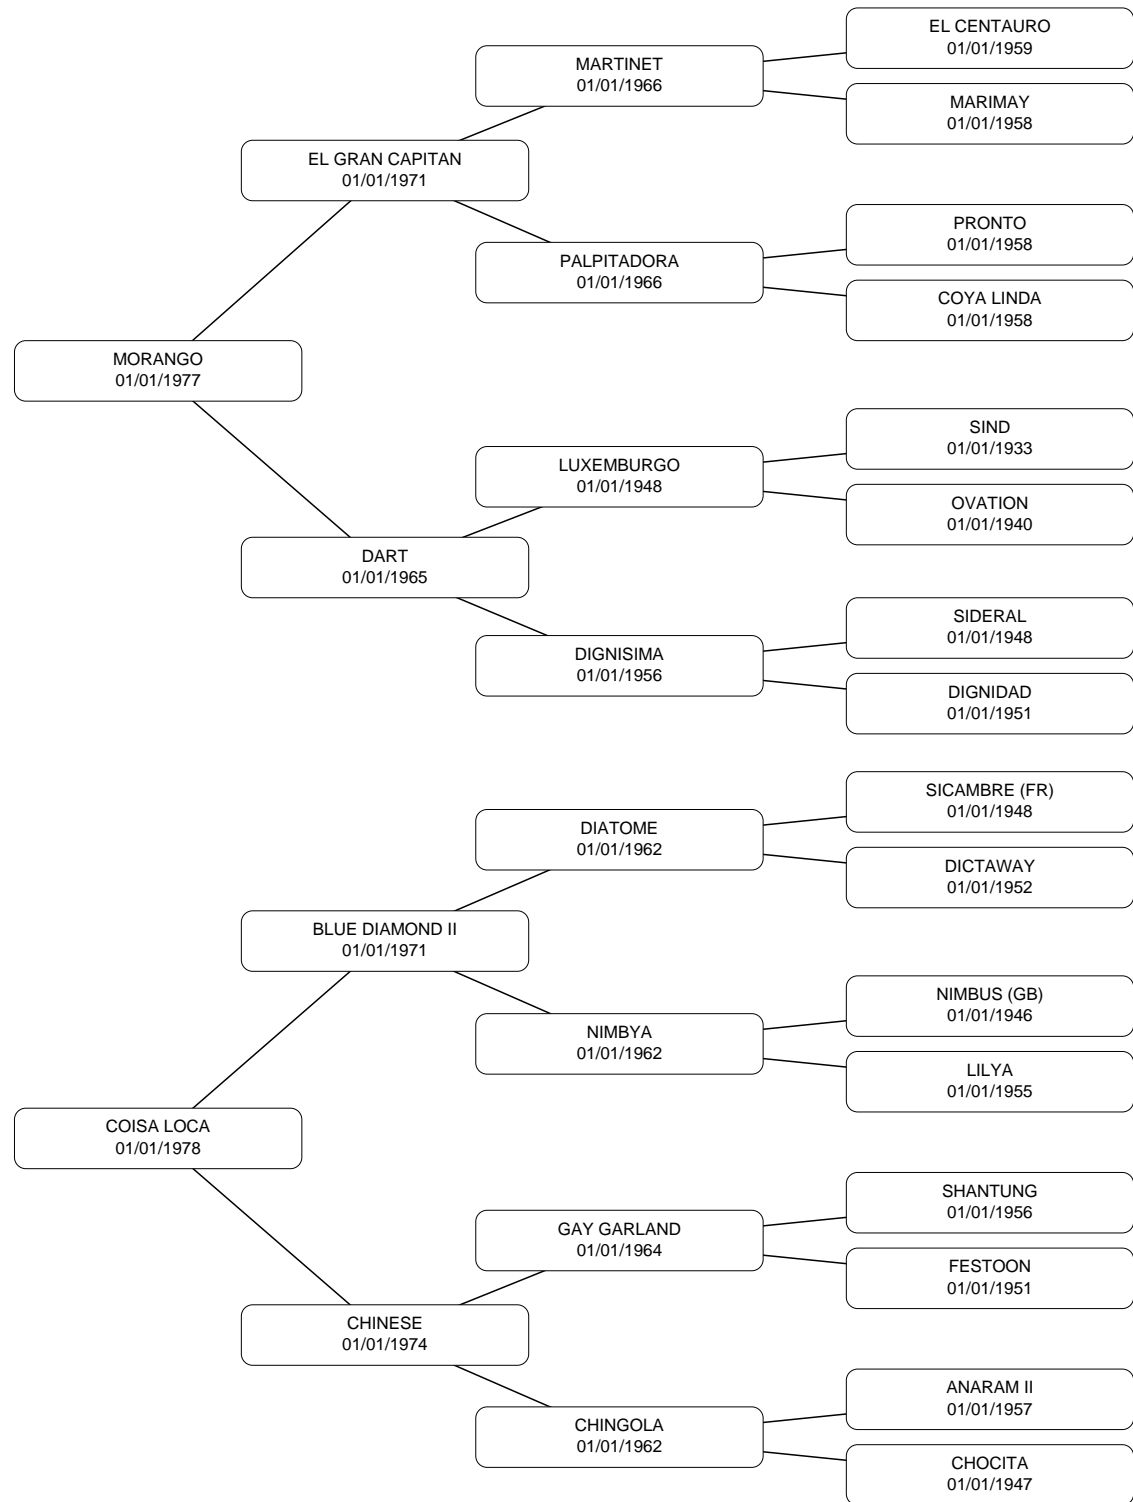 EL CENTAURO
01/01/1959
MARTINET
01/01/1966
MARIMAY
01/01/1958
EL GRAN CAPITAN
01/01/1971
PRONTO
01/01/1958
PALPITADORA
01/01/1966
COYA LINDA
01/01/1958
MORANGO
01/01/1977
SIND
01/01/1933
LUXEMBURGO
01/01/1948
OVATION
01/01/1940
DART
01/01/1965
SIDERAL
01/01/1948
DIGNISIMA
01/01/1956
DIGNIDAD
01/01/1951
SICAMBRE (FR)
01/01/1948
DIATOME
01/01/1962
DICTAWAY
01/01/1952
BLUE DIAMOND II
01/01/1971
NIMBUS (GB)
01/01/1946
NIMBYA
01/01/1962
LILYA
01/01/1955
COISA LOCA
01/01/1978
SHANTUNG
01/01/1956
GAY GARLAND
01/01/1964
FESTOON
01/01/1951
CHINESE
01/01/1974
ANARAM II
01/01/1957
CHINGOLA
01/01/1962
CHOCITA
01/01/1947